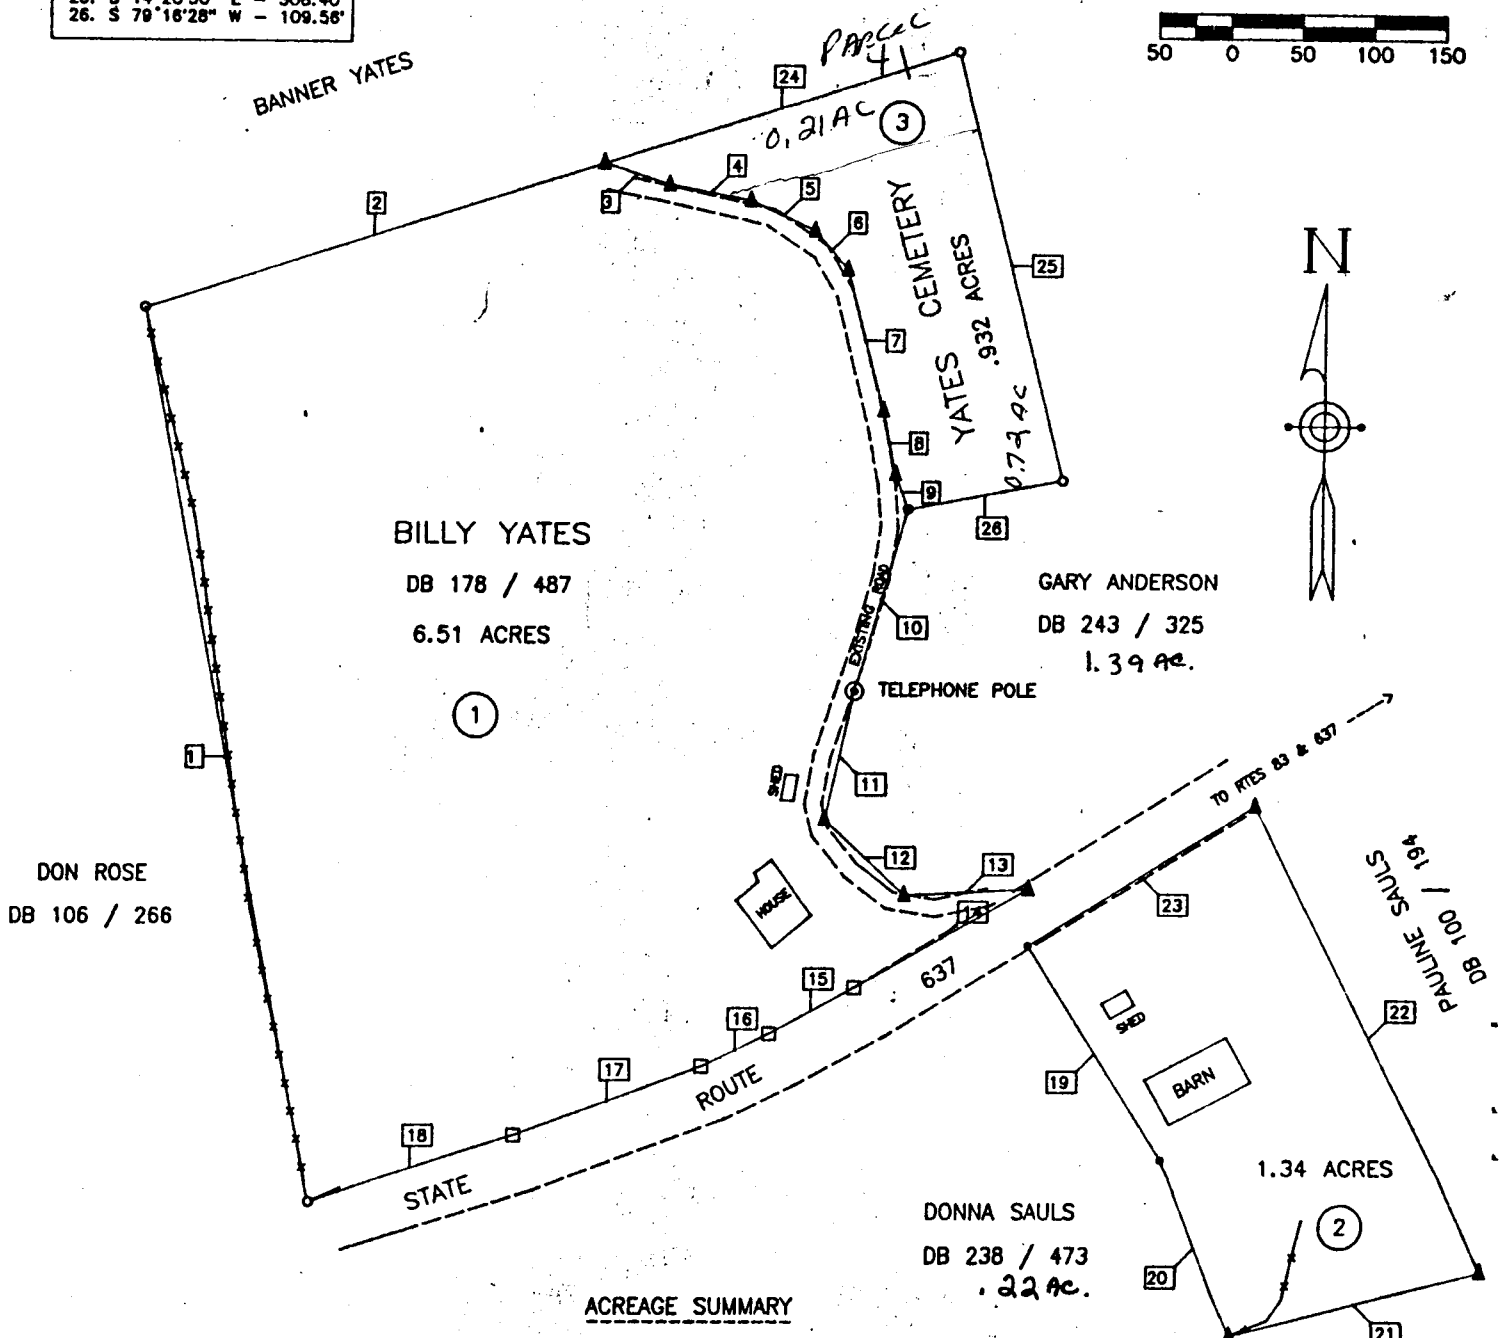 26. S 79°16'28" W - 109.56'
50 0 50 100 150
PARCEL
41
BANNER YATES
24
0.21 AC
3
2
3
4
5
6
N
25
YATES CEMETERY
.932 ACRES
0.72 AC
7
8
9
26
BILLY YATES
DB 178 / 487
6.51 ACRES
1
GARY ANDERSON
DB 243 / 325
1.39 AC.
EXISTING ROAD
10
TELEPHONE POLE
1
SHED
11
TO RTES 83 & 637
12
13
14
HOUSE
23
DON ROSE
DB 106 / 266
PAULINE SAULS
DB 100 / 194
15
637
16
22
SHED
17
ROUTE
19
BARN
18
STATE
1.34 ACRES
2
DONNA SAULS
DB 238 / 473
.22 AC.
20
21
ACREAGE SUMMARY